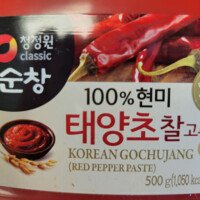 청정원
classic
순창
100% 현미
태양초 찰고
KOREAN GOCHUJANG
(RED PEPPER PASTE)
500 g(1,050 kc